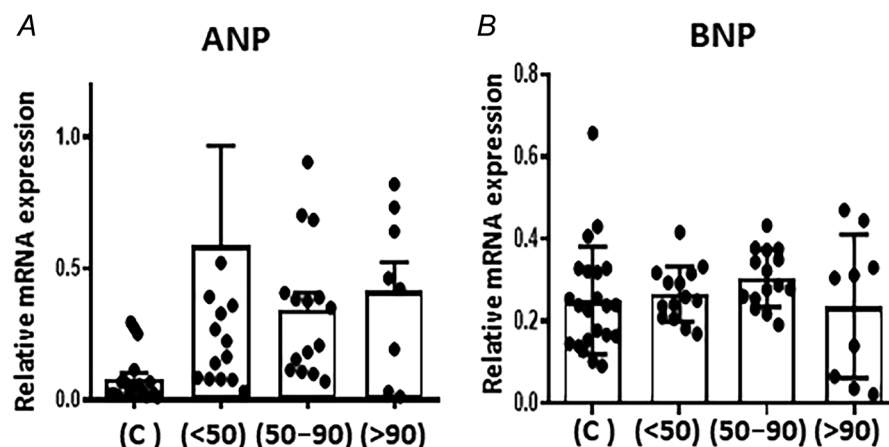 A
ANP
Relative mRNA expression
1.0
0.5
0.0
(C) (<50) (50–90) (>90)
B
BNP
Relative mRNA expression
0.8
0.6
0.4
0.2
0.0
(C) (<50) (50–90) (>90)